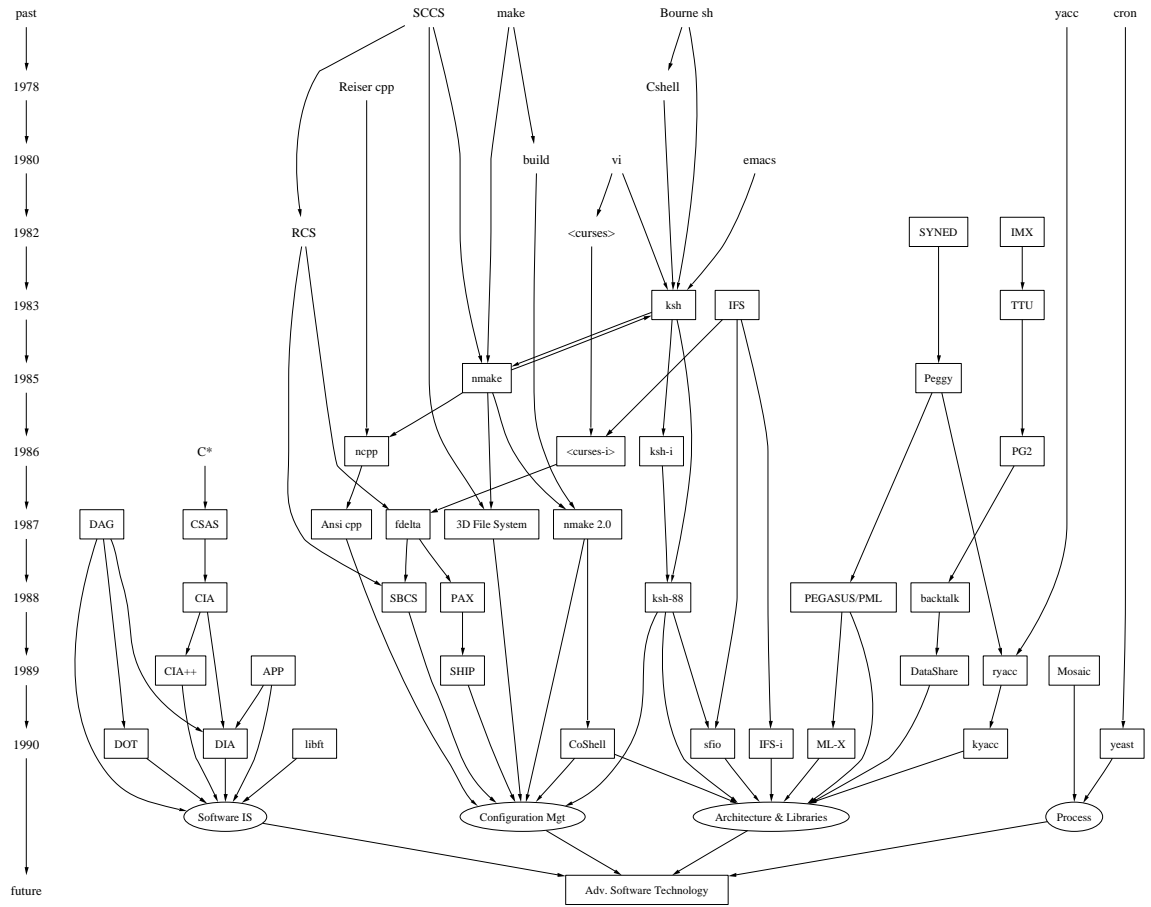 past SCCS make Bourne sh yacc cron
1978 Reiser cpp Cshell
1980 build vi emacs
1982 RCS <curses> SYNED IMX
1983 ksh IFS TTU
1985 nmake Peggy
1986 C* ncpp <curses-i> ksh-i PG2
1987 DAG CSAS Ansi cpp fdelta 3D File System nmake 2.0
1988 CIA SBCS PAX ksh-88 PEGASUS/PML backtalk
1989 CIA++ APP SHIP DataShare ryacc Mosaic
1990 DOT DIA libft CoShell sfio IFS-i ML-X kyacc yeast
Software IS Configuration Mgt Architecture & Libraries Process
future Adv. Software Technology